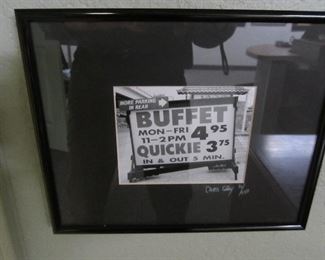 MORE PARKING
IN REAR
BUFFET
MON-FRI 4.95
11-2PM
QUICKIE 3.75
IN & OUT 5 MIN.